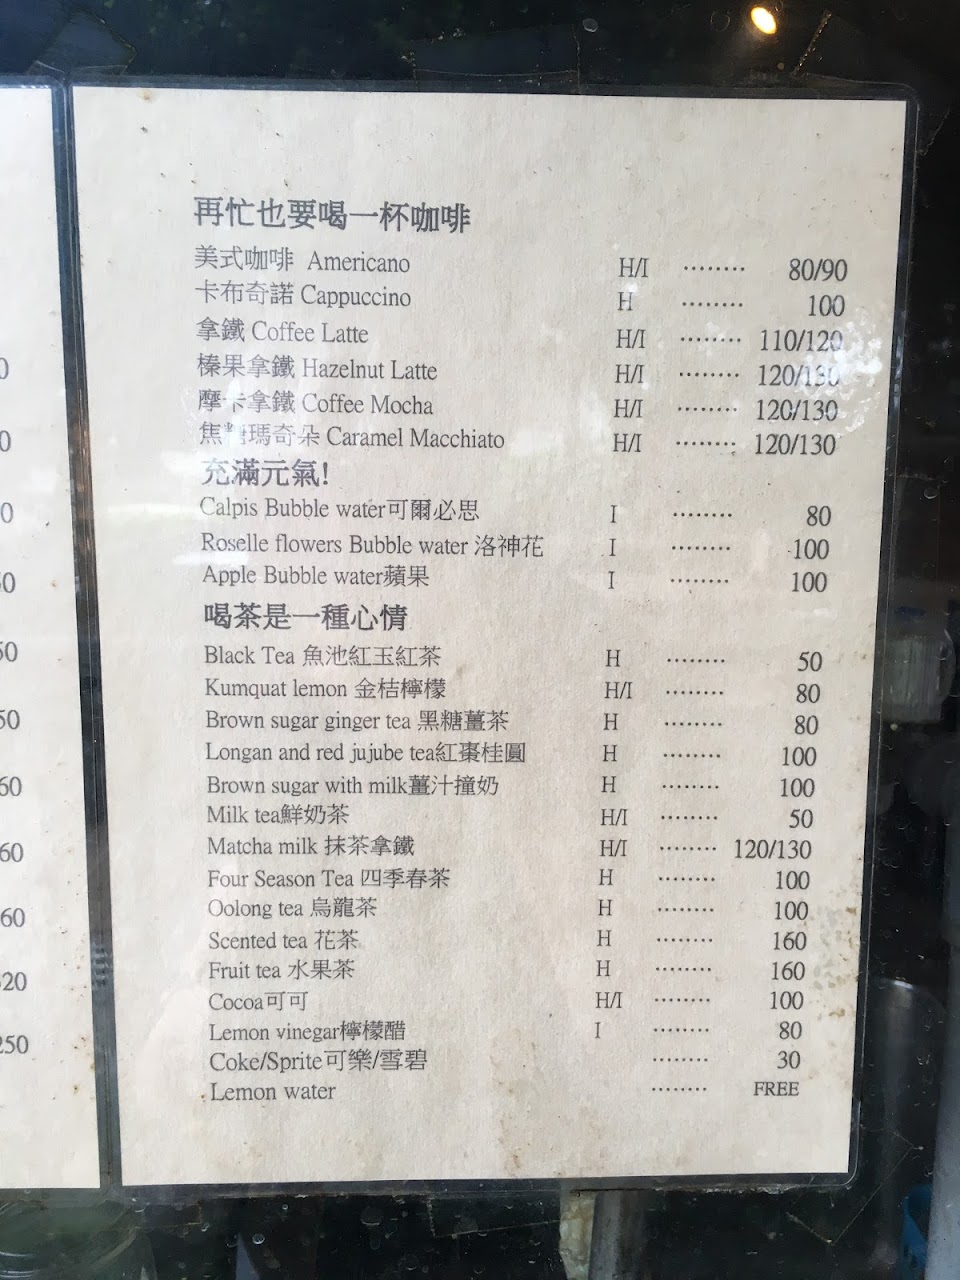 再忙也要喝一杯咖啡
美式咖啡 Americano H/I ········ 80/90
卡布奇諾 Cappuccino H ········ 100
拿鐵 Coffee Latte H/I ········ 110/120
榛果拿鐵 Hazelnut Latte H/I ········ 120/130
摩卡拿鐵 Coffee Mocha H/I ········ 120/130
焦糖瑪奇朵 Caramel Macchiato H/I ········ 120/130
充滿元氣!
Calpis Bubble water可爾必思 I ········ 80
Roselle flowers Bubble water 洛神花 I ········ 100
Apple Bubble water蘋果 I ········ 100
喝茶是一種心情
Black Tea 魚池紅玉紅茶 H ········ 50
Kumquat lemon 金桔檸檬 H/I ········ 80
Brown sugar ginger tea 黑糖薑茶 H ········ 80
Longan and red jujube tea紅棗桂圓 H ········ 100
Brown sugar with milk薑汁撞奶 H ········ 100
Milk tea鮮奶茶 H/I ········ 50
Matcha milk 抹茶拿鐵 H/I ········ 120/130
Four Season Tea 四季春茶 H ········ 100
Oolong tea 烏龍茶 H ········ 100
Scented tea 花茶 H ········ 160
Fruit tea 水果茶 H ········ 160
Cocoa可可 H/I ········ 100
Lemon vinegar檸檬醋 I ········ 80
Coke/Sprite可樂/雪碧 ········ 30
Lemon water ········ FREE